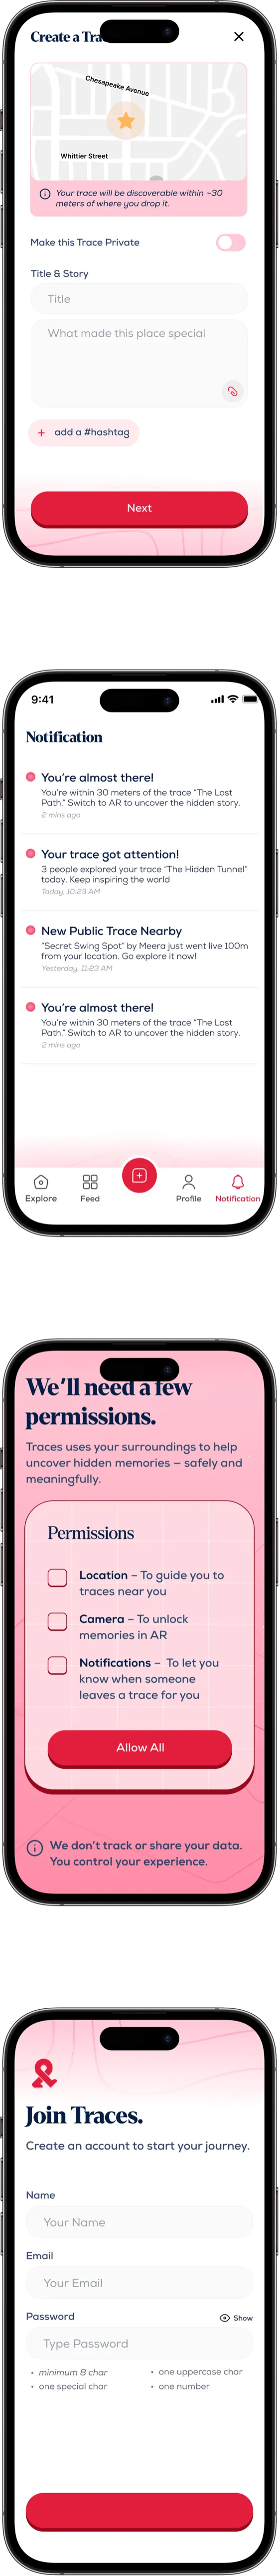 Create a Tra
Chesapeake Avenue
Whittier Street
Your trace will be discoverable within ~30
meters of where you drop it.
Make this Trace Private
Title & Story
Title
What made this place special
+ add a #hashtag
Next
9:41
Notification
You're almost there!
You're within 30 meters of the trace "The Lost
Path." Switch to AR to uncover the hidden story.
2 mins ago
Your trace got attention!
3 people explored your trace "The Hidden Tunnel"
today. Keep inspiring the world
Today, 10:23 AM
New Public Trace Nearby
"Secret Swing Spot" by Meera just went live 100m
from your location. Go explore it now!
Yesterday, 11:23 AM
You're almost there!
You're within 30 meters of the trace "The Lost
Path." Switch to AR to uncover the hidden story.
2 mins ago
Explore Feed Profile Notification
We'll need a few
permissions.
Traces uses your surroundings to help
uncover hidden memories – safely and
meaningfully.
Permissions
Location – To guide you to
traces near you
Camera – To unlock
memories in AR
Notifications – To let you
know when someone
leaves a trace for you
Allow All
We don't track or share your data.
You control your experience.
Join Traces.
Create an account to start your journey.
Name
Your Name
Email
Your Email
Password Show
Type Password
• minimum 8 char • one uppercase char
• one special char • one number